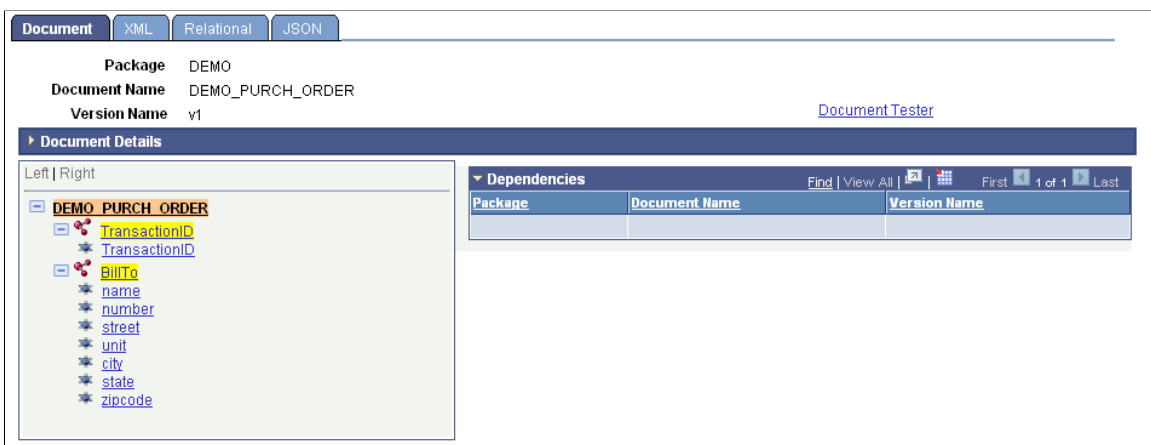 Document XML Relational JSON
Package DEMO
Document Name DEMO_PURCH_ORDER
Version Name v1
Document Tester
Document Details
Left | Right
DEMO_PURCH_ORDER
TransactionID
TransactionID
BillTo
name
number
street
unit
city
state
zipcode
Dependencies Find | View All | | First 1 of 1 Last
Package Document Name Version Name